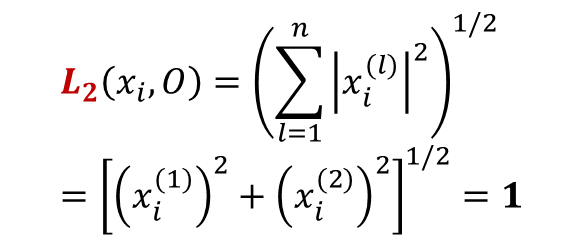 L₂(xᵢ, O) = (∑ₗ₌₁ⁿ |xᵢ⁽ˡ⁾|²)^{1/2}
= [(xᵢ⁽¹⁾)² + (xᵢ⁽²⁾)²]^{1/2} = 1